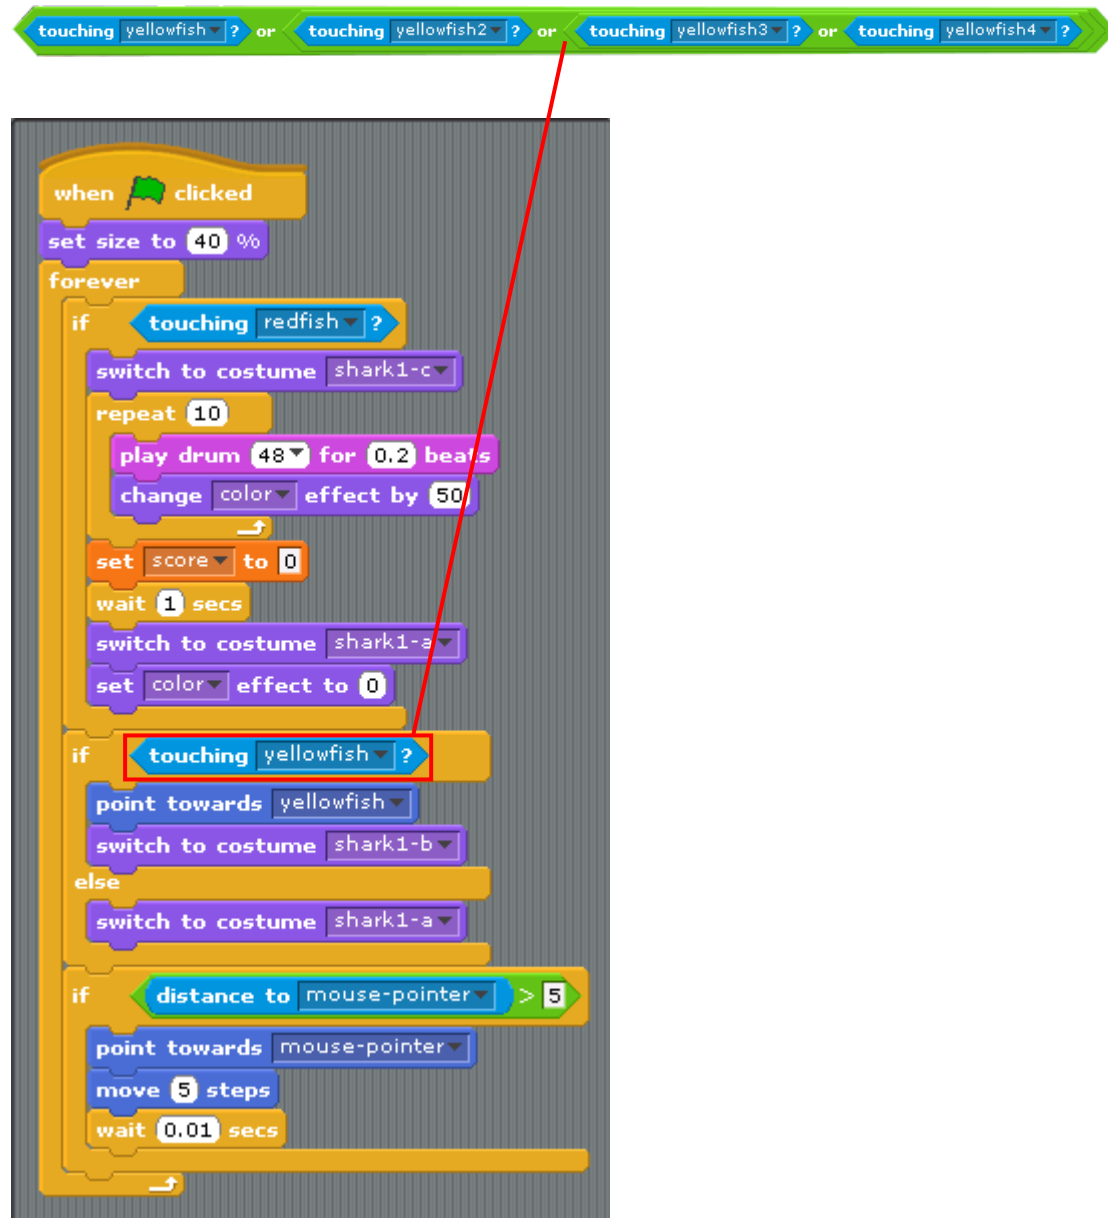 touching yellowfish ? or touching yellowfish2 ? or touching yellowfish3 ? or touching yellowfish4 ?
when clicked
set size to 40 %
forever
if touching redfish ?
switch to costume shark1-c
repeat 10
play drum 48 for 0.2 beats
change color effect by 50
set score to 0
wait 1 secs
switch to costume shark1-a
set color effect to 0
if touching yellowfish ?
point towards yellowfish
switch to costume shark1-b
else
switch to costume shark1-a
if distance to mouse-pointer > 5
point towards mouse-pointer
move 5 steps
wait 0.01 secs